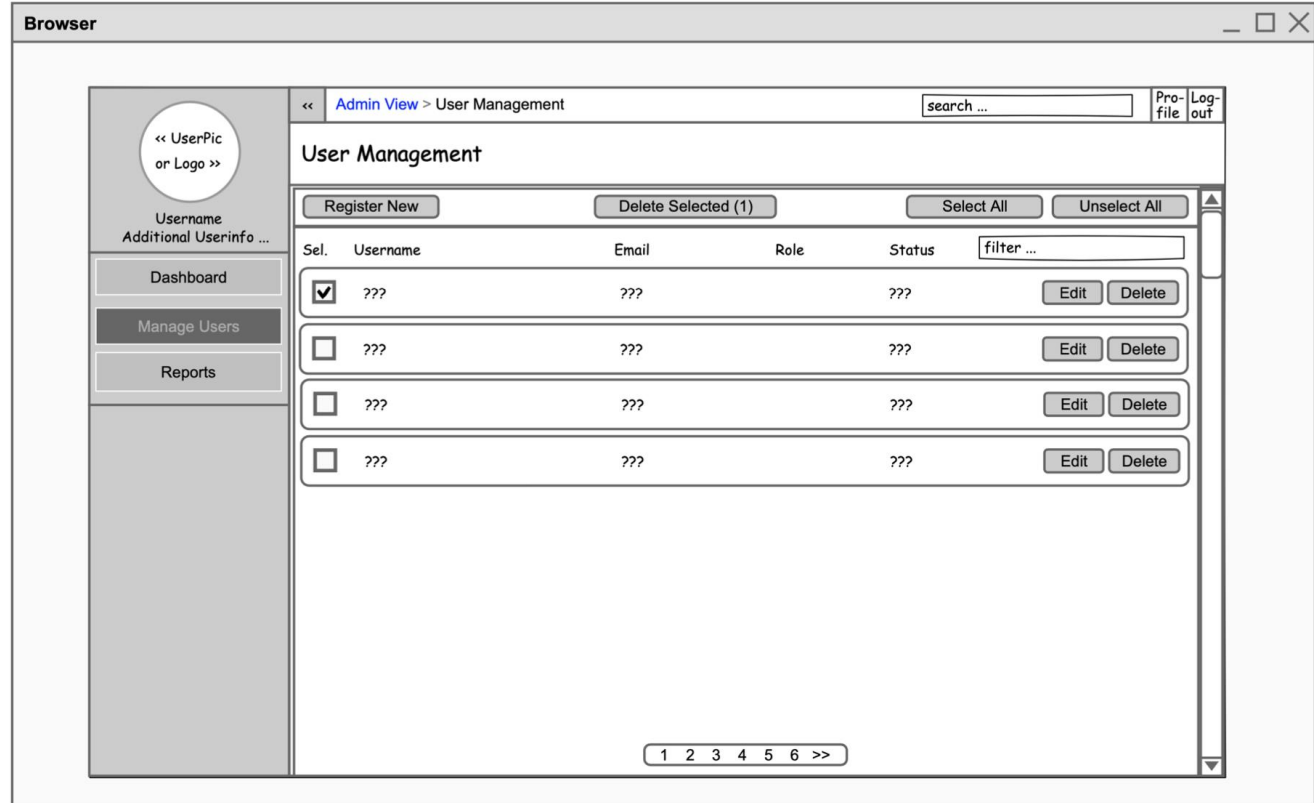 Browser
<< UserPic
or Logo >>
Username
Additional Userinfo ...
Dashboard
Manage Users
Reports
<< Admin View > User Management
search ...
Pro-
file
Log-
out
User Management
Register New Delete Selected (1) Select All Unselect All
Sel. Username Email Role Status filter ...
??? ??? ??? Edit Delete
??? ??? ??? Edit Delete
??? ??? ??? Edit Delete
??? ??? ??? Edit Delete
1 2 3 4 5 6 >>